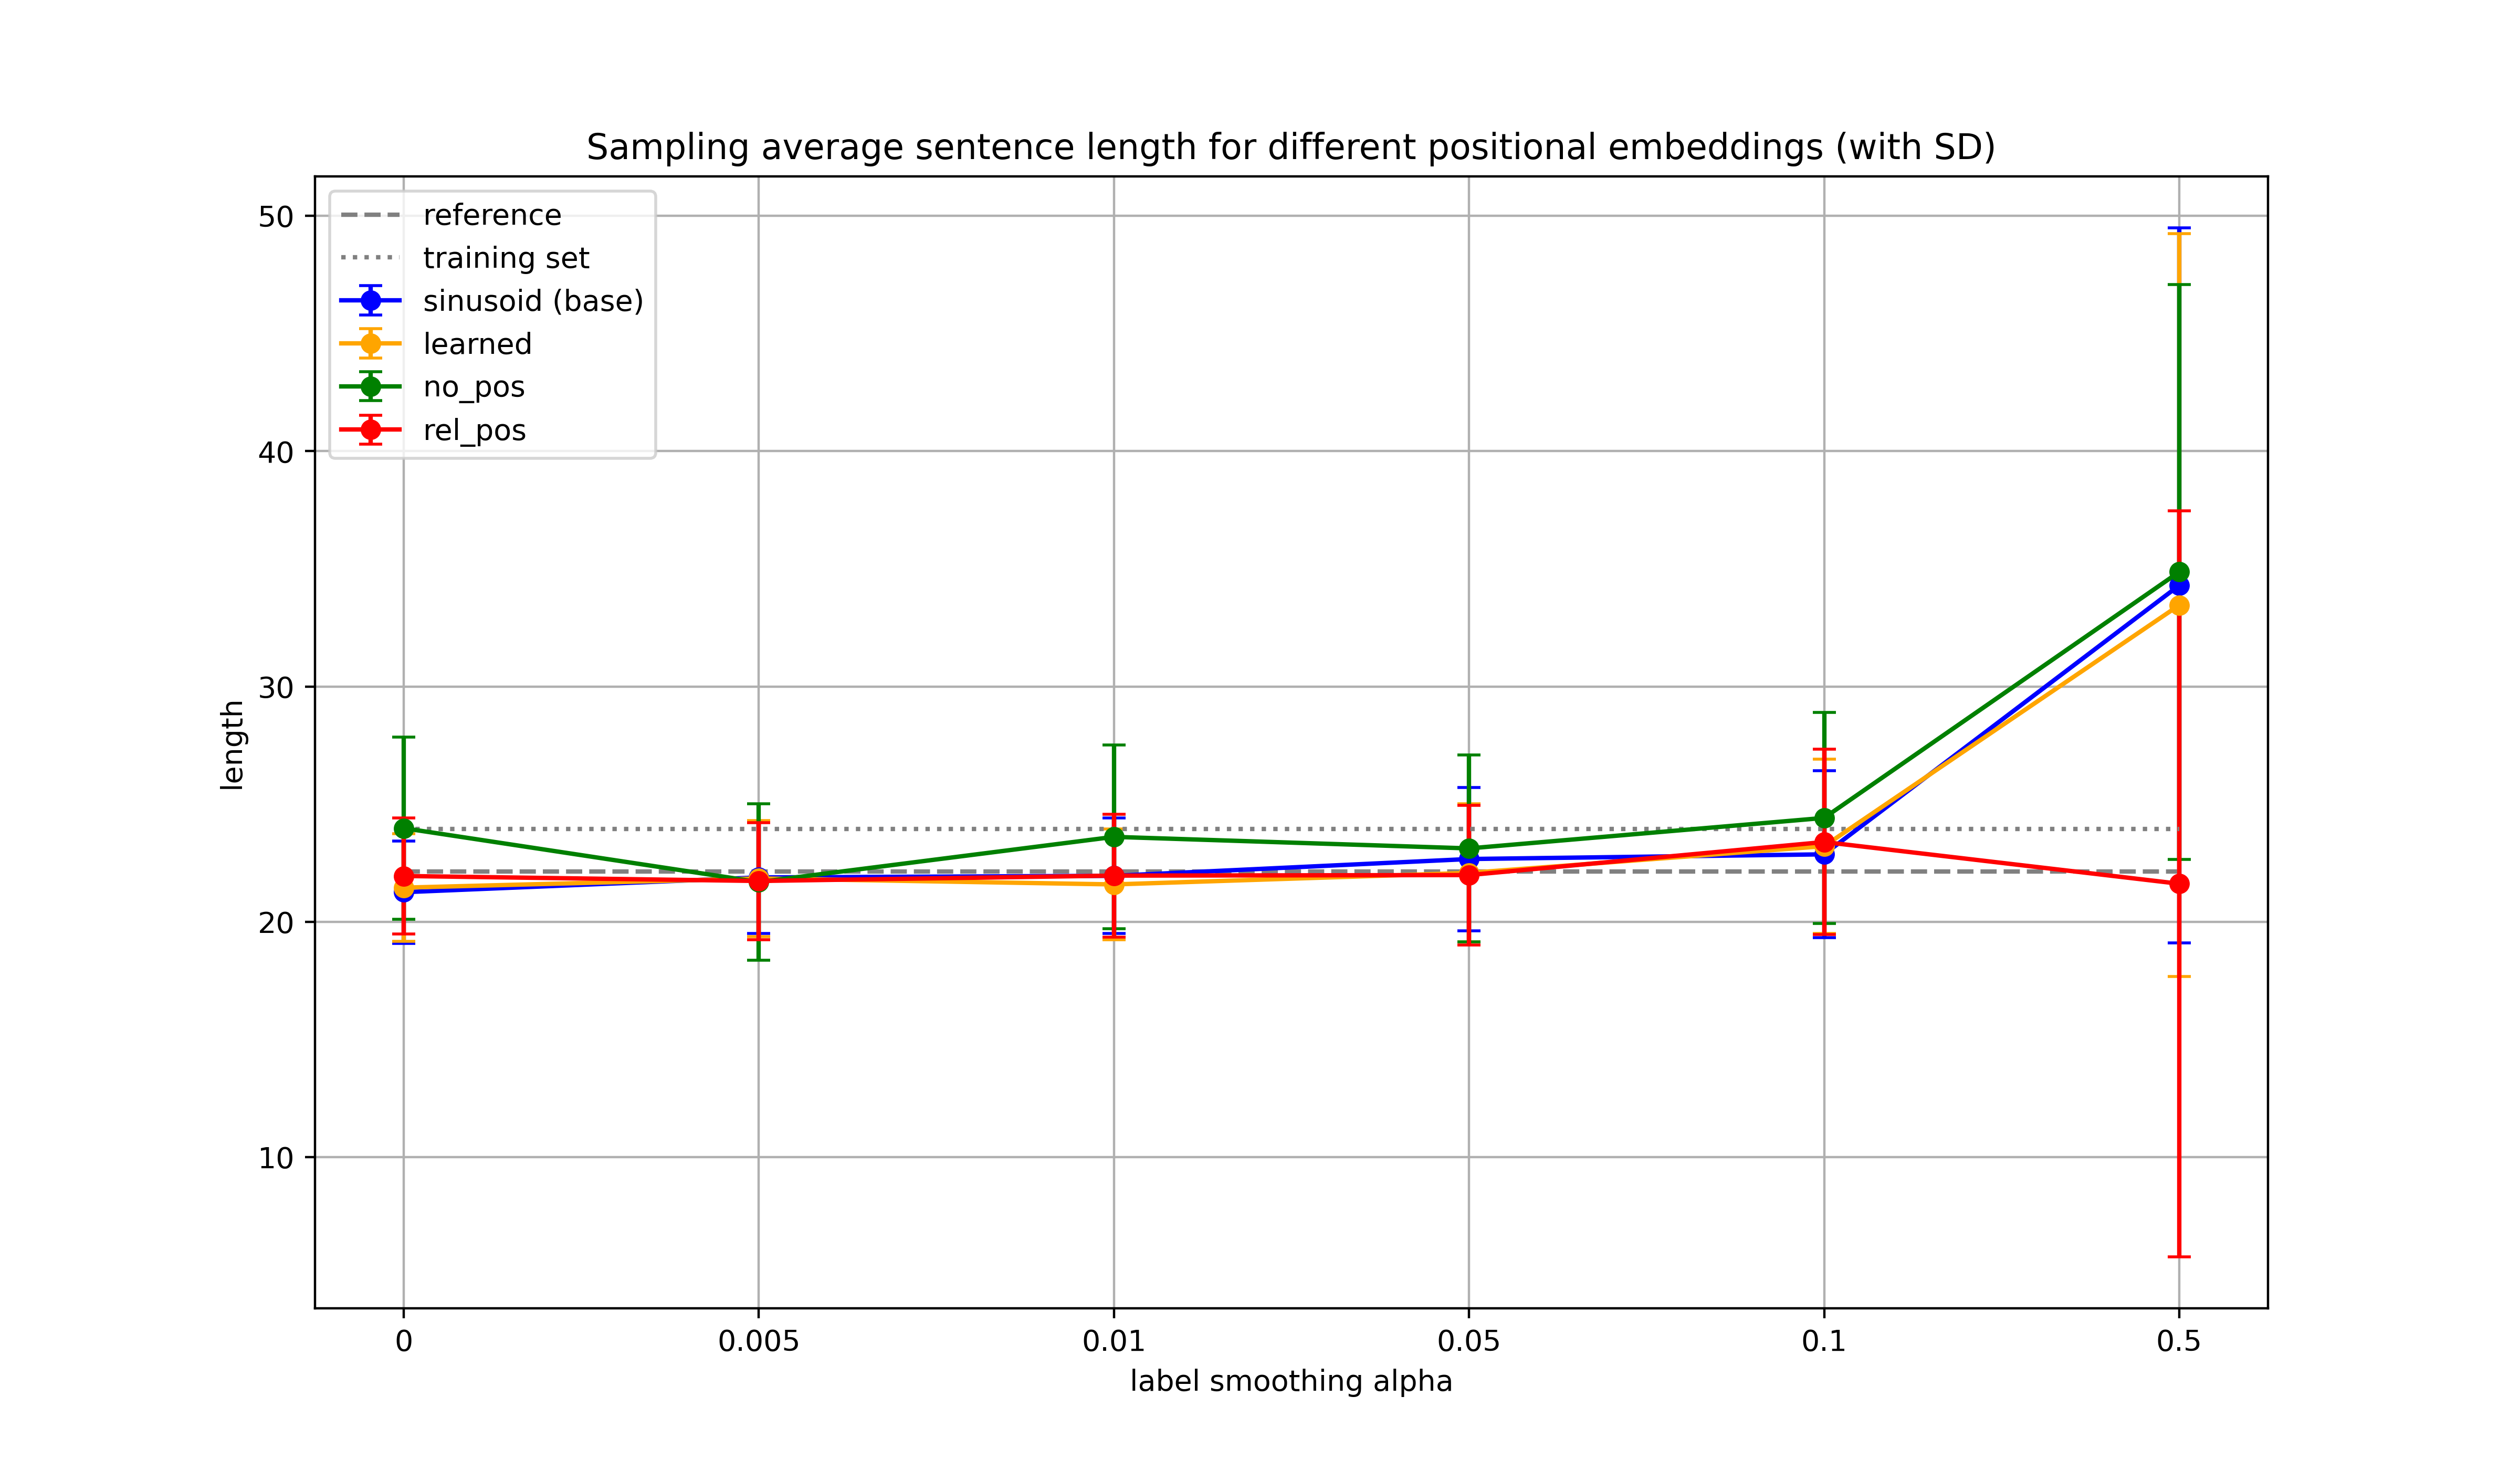 Sampling average sentence length for different positional embeddings (with SD)
reference
training set
sinusoid (base)
learned
no_pos
rel_pos
length
50
40
30
20
10
0 0.005 0.01 0.05 0.1 0.5
label smoothing alpha